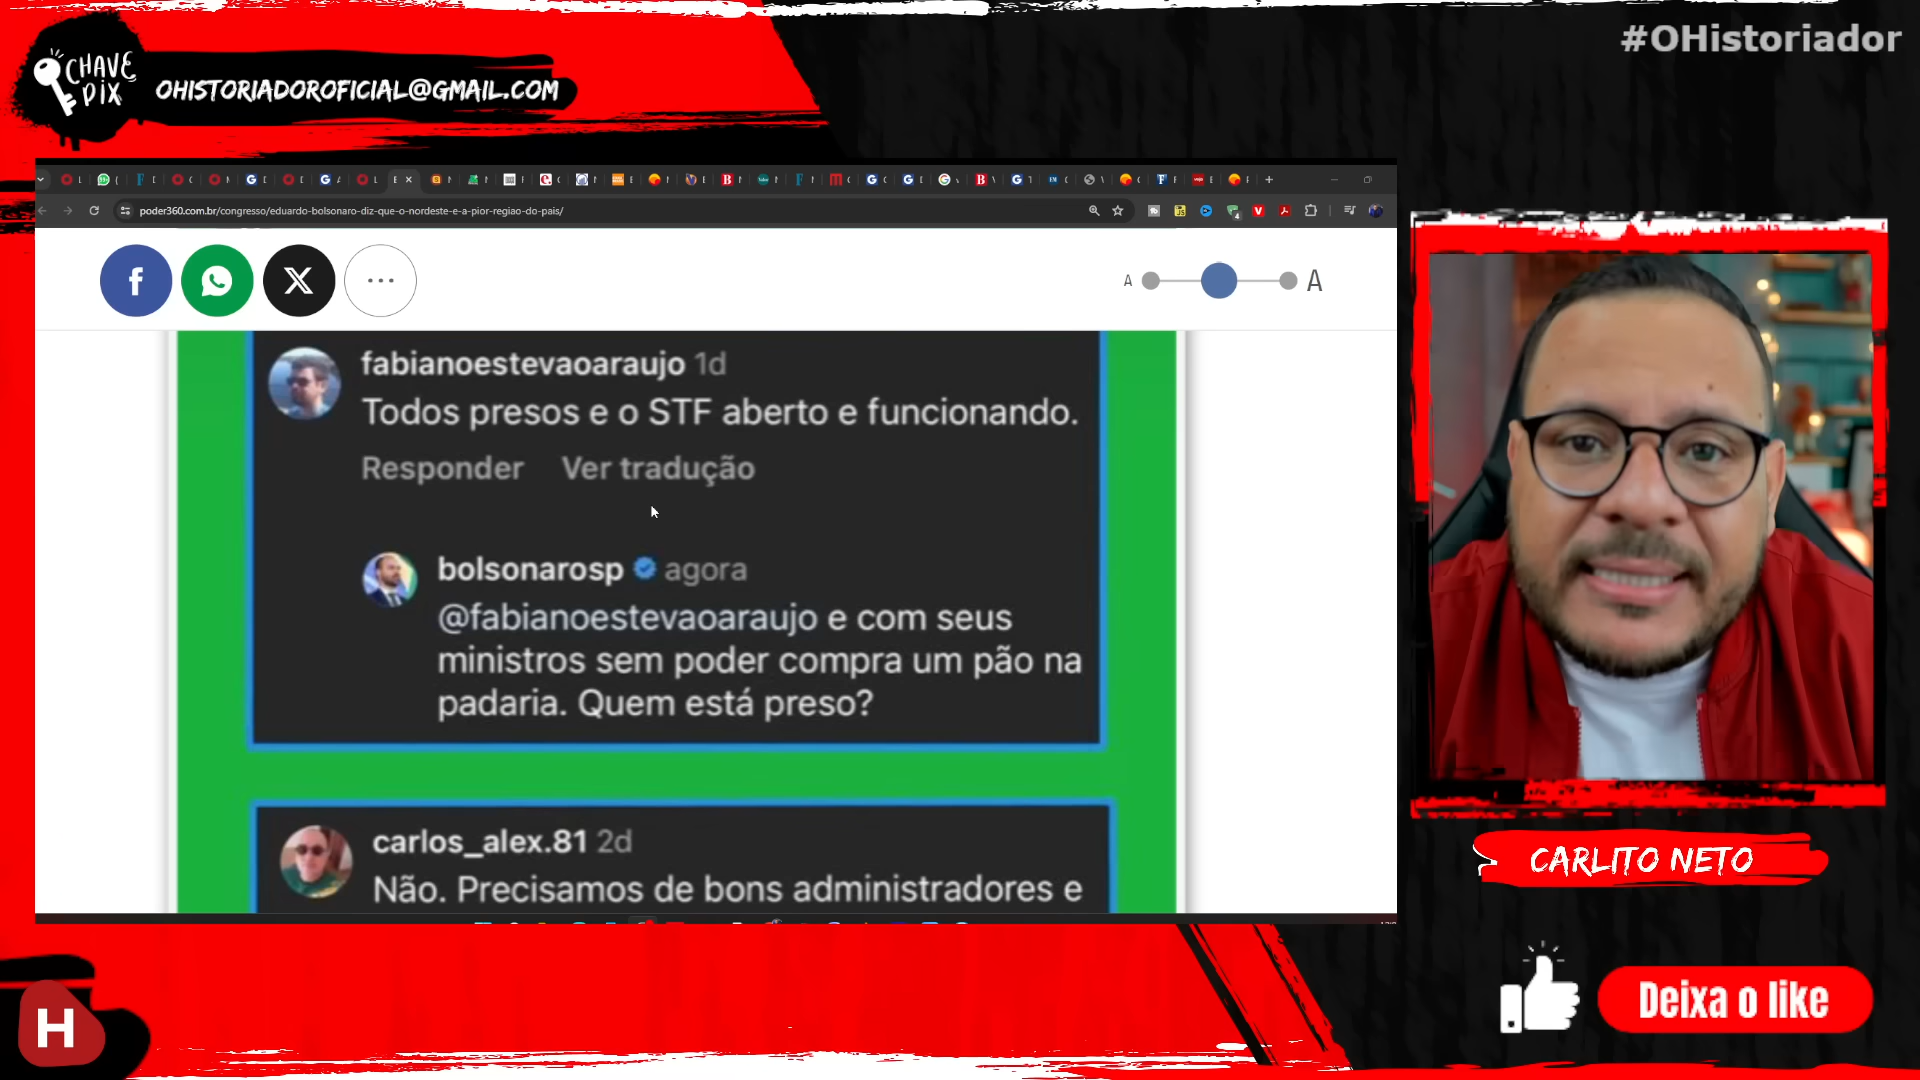 #OHistoriador
CHAVE
PIX
OHISTORIADOROFICIAL@GMAIL.COM
poder360.com.br/congresso/eduardo-bolsonaro-diz-que-o-nordeste-e-a-pior-regiao-do-pais/
A A
fabianoestevaoaraujo 1d
Todos presos e o STF aberto e funcionando.
Responder Ver tradução
bolsonarosp agora
@fabianoestevaoaraujo e com seus
ministros sem poder compra um pão na
padaria. Quem está preso?
carlos_alex.81 2d
Não. Precisamos de bons administradores e
CARLITO NETO
H
Deixa o like